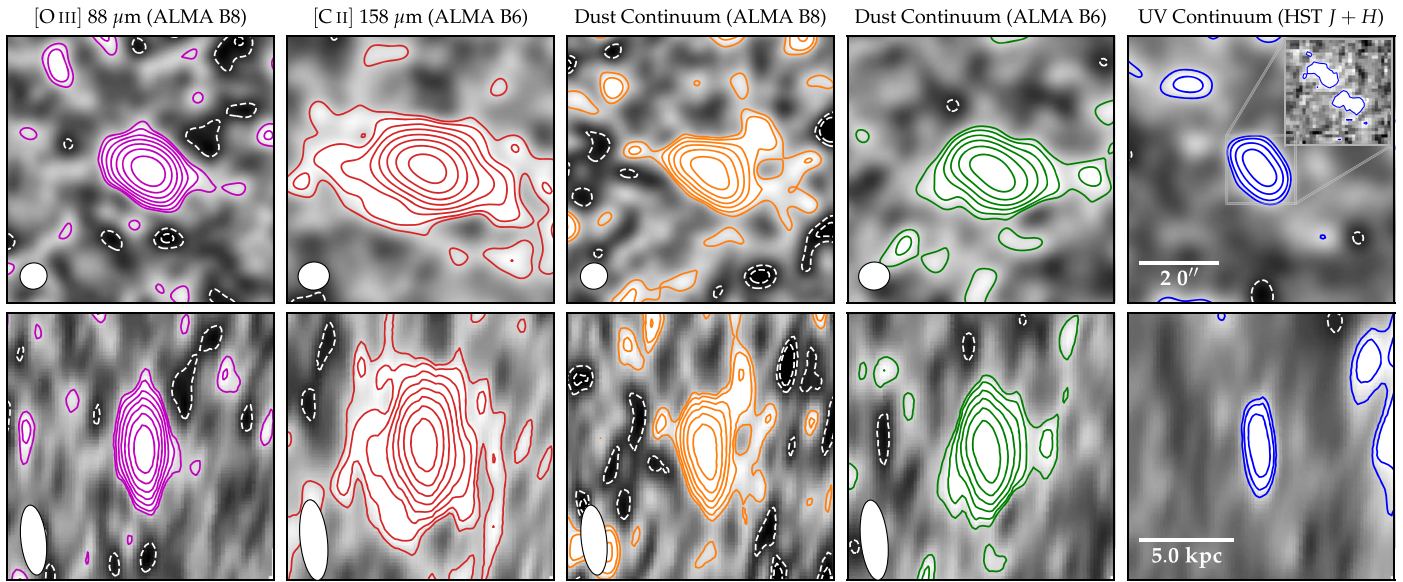 [O III] 88 μm (ALMA B8)
[C II] 158 μm (ALMA B6)
Dust Continuum (ALMA B8)
Dust Continuum (ALMA B6)
UV Continuum (HST J + H)
2 0″
5.0 kpc